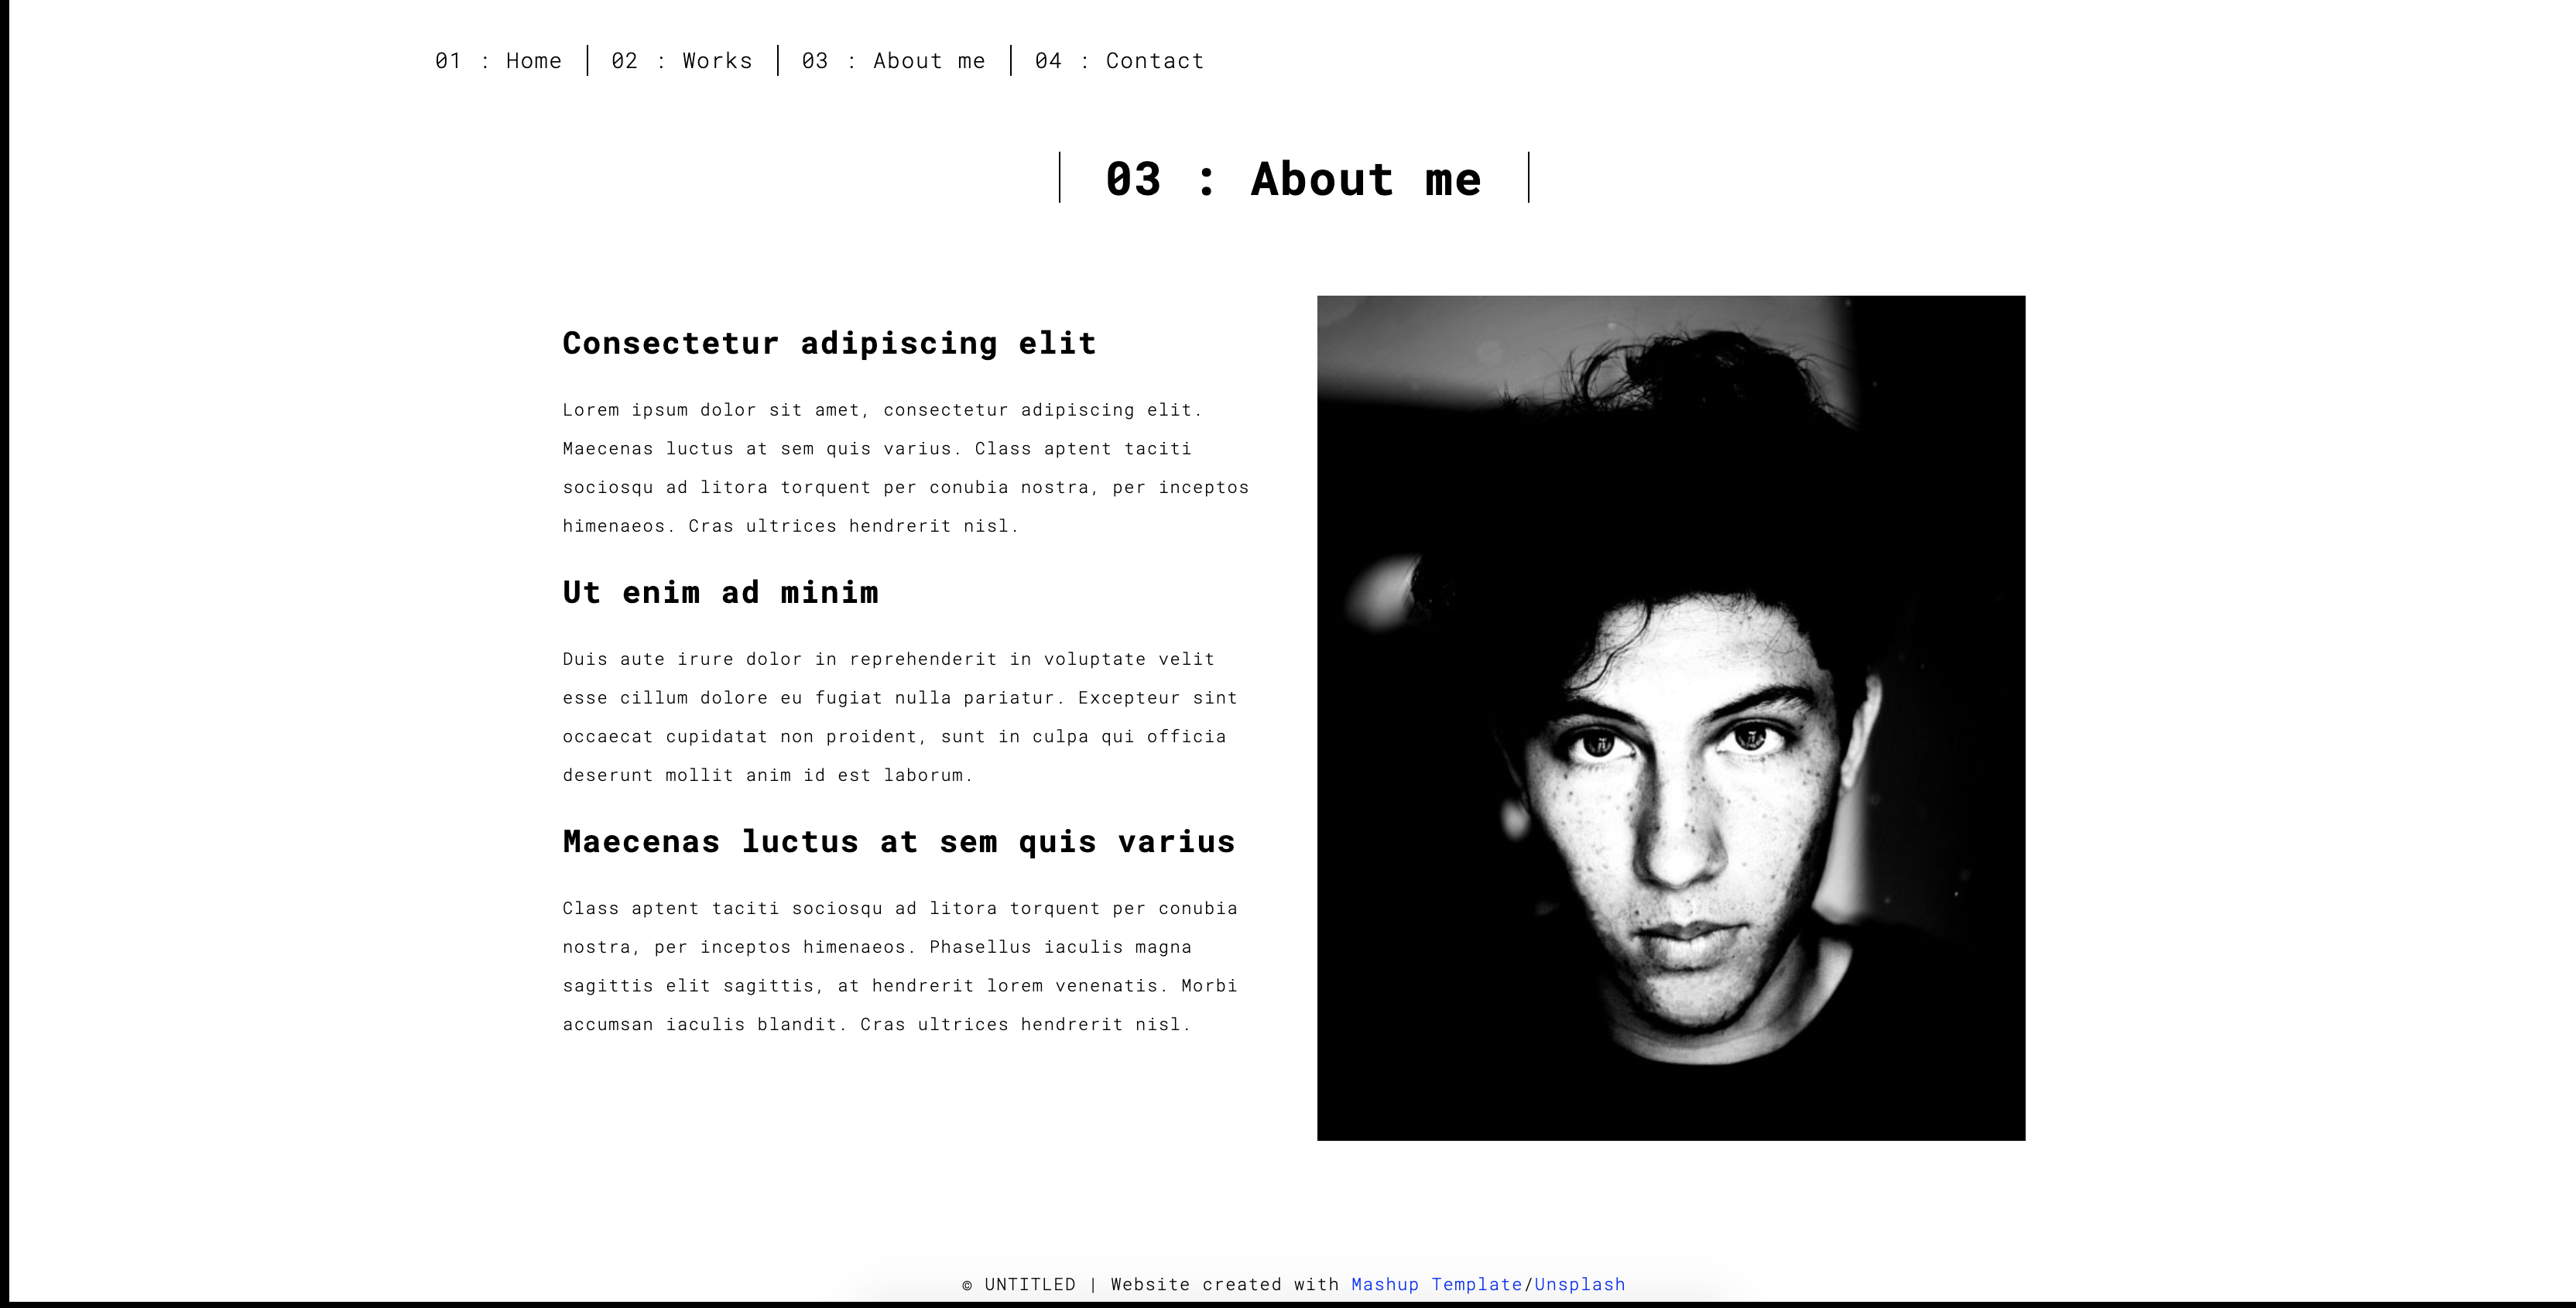 01 : Home | 02 : Works | 03 : About me | 04 : Contact
03 : About me
Consectetur adipiscing elit
Lorem ipsum dolor sit amet, consectetur adipiscing elit.
Maecenas luctus at sem quis varius. Class aptent taciti
sociosqu ad litora torquent per conubia nostra, per inceptos
himenaeos. Cras ultrices hendrerit nisl.
Ut enim ad minim
Duis aute irure dolor in reprehenderit in voluptate velit
esse cillum dolore eu fugiat nulla pariatur. Excepteur sint
occaecat cupidatat non proident, sunt in culpa qui officia
deserunt mollit anim id est laborum.
Maecenas luctus at sem quis varius
Class aptent taciti sociosqu ad litora torquent per conubia
nostra, per inceptos himenaeos. Phasellus iaculis magna
sagittis elit sagittis, at hendrerit lorem venenatis. Morbi
accumsan iaculis blandit. Cras ultrices hendrerit nisl.
© UNTITLED | Website created with Mashup Template/Unsplash